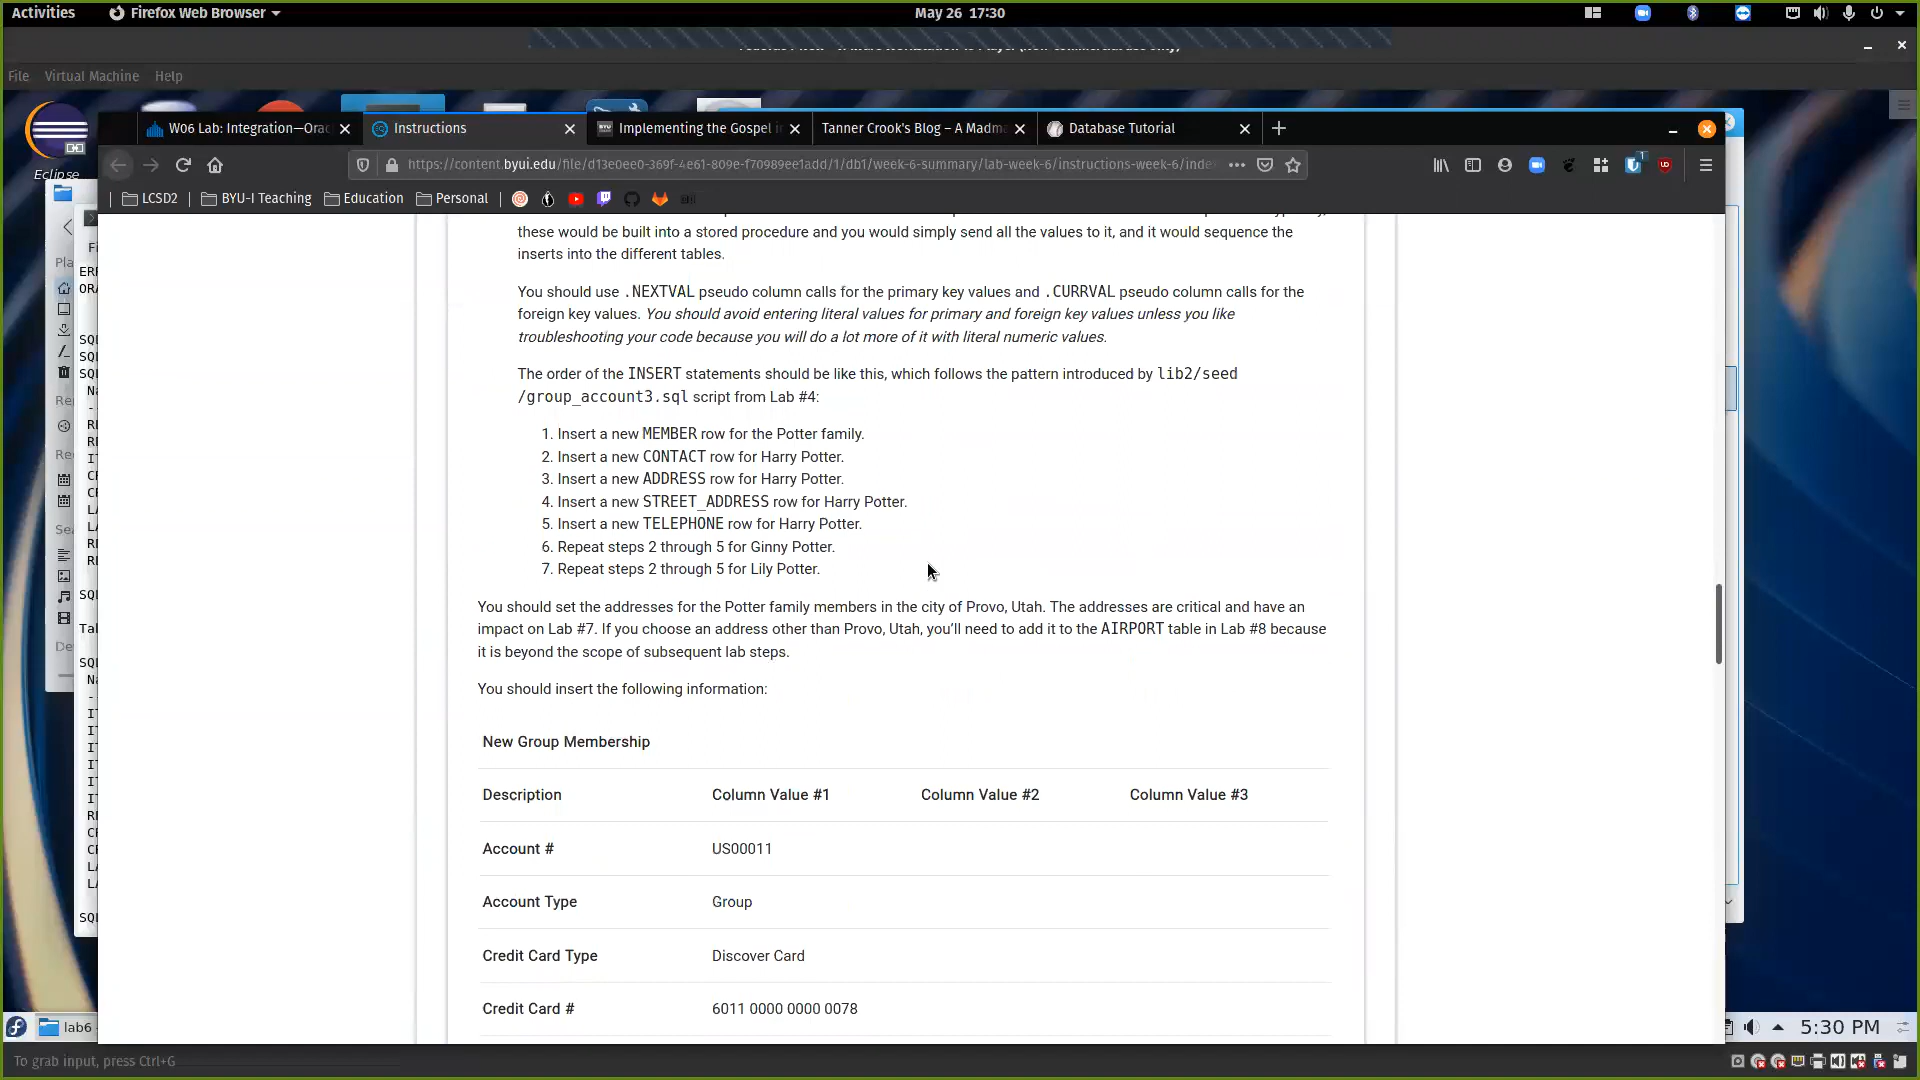 Activities
Firefox Web Browser
May 26 17:30
File
Virtual Machine
Help
W06 Lab: Integration—Orac
Instructions
Implementing the Gospel i
Tanner Crook's Blog – A Madma
Database Tutorial
https://content.byui.edu/file/d13e0ee0-369f-4e61-809e-f70989ee1add/1/db1/week-6-summary/lab-week-6/instructions-week-6/index
LCSD2
BYU-I Teaching
Education
Personal
Eclipse
these would be built into a stored procedure and you would simply send all the values to it, and it would sequence the
inserts into the different tables.
You should use .NEXTVAL pseudo column calls for the primary key values and .CURRVAL pseudo column calls for the
foreign key values. You should avoid entering literal values for primary and foreign key values unless you like
troubleshooting your code because you will do a lot more of it with literal numeric values.
The order of the INSERT statements should be like this, which follows the pattern introduced by lib2/seed
/group_account3.sql script from Lab #4:
1. Insert a new MEMBER row for the Potter family.
2. Insert a new CONTACT row for Harry Potter.
3. Insert a new ADDRESS row for Harry Potter.
4. Insert a new STREET_ADDRESS row for Harry Potter.
5. Insert a new TELEPHONE row for Harry Potter.
6. Repeat steps 2 through 5 for Ginny Potter.
7. Repeat steps 2 through 5 for Lily Potter.
You should set the addresses for the Potter family members in the city of Provo, Utah. The addresses are critical and have an
impact on Lab #7. If you choose an address other than Provo, Utah, you'll need to add it to the AIRPORT table in Lab #8 because
it is beyond the scope of subsequent lab steps.
You should insert the following information:
New Group Membership
Description Column Value #1 Column Value #2 Column Value #3
Account # US00011
Account Type Group
Credit Card Type Discover Card
Credit Card # 6011 0000 0000 0078
lab6
5:30 PM
To grab input, press Ctrl+G